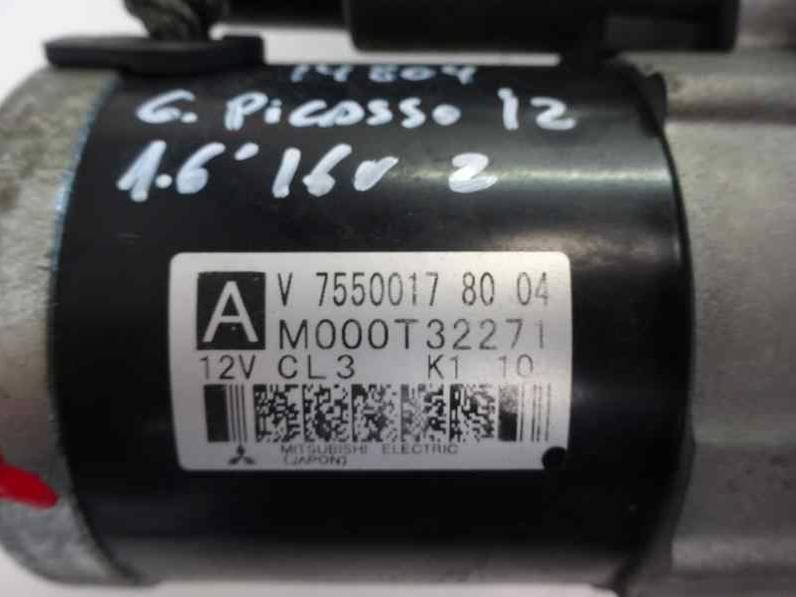 14804
G. Picasso 12
1.6' 16v 2
A
V 7550017 80 04
M000T32271
12V CL3 K1 10
MITSUBISHI ELECTRIC
(JAPON)